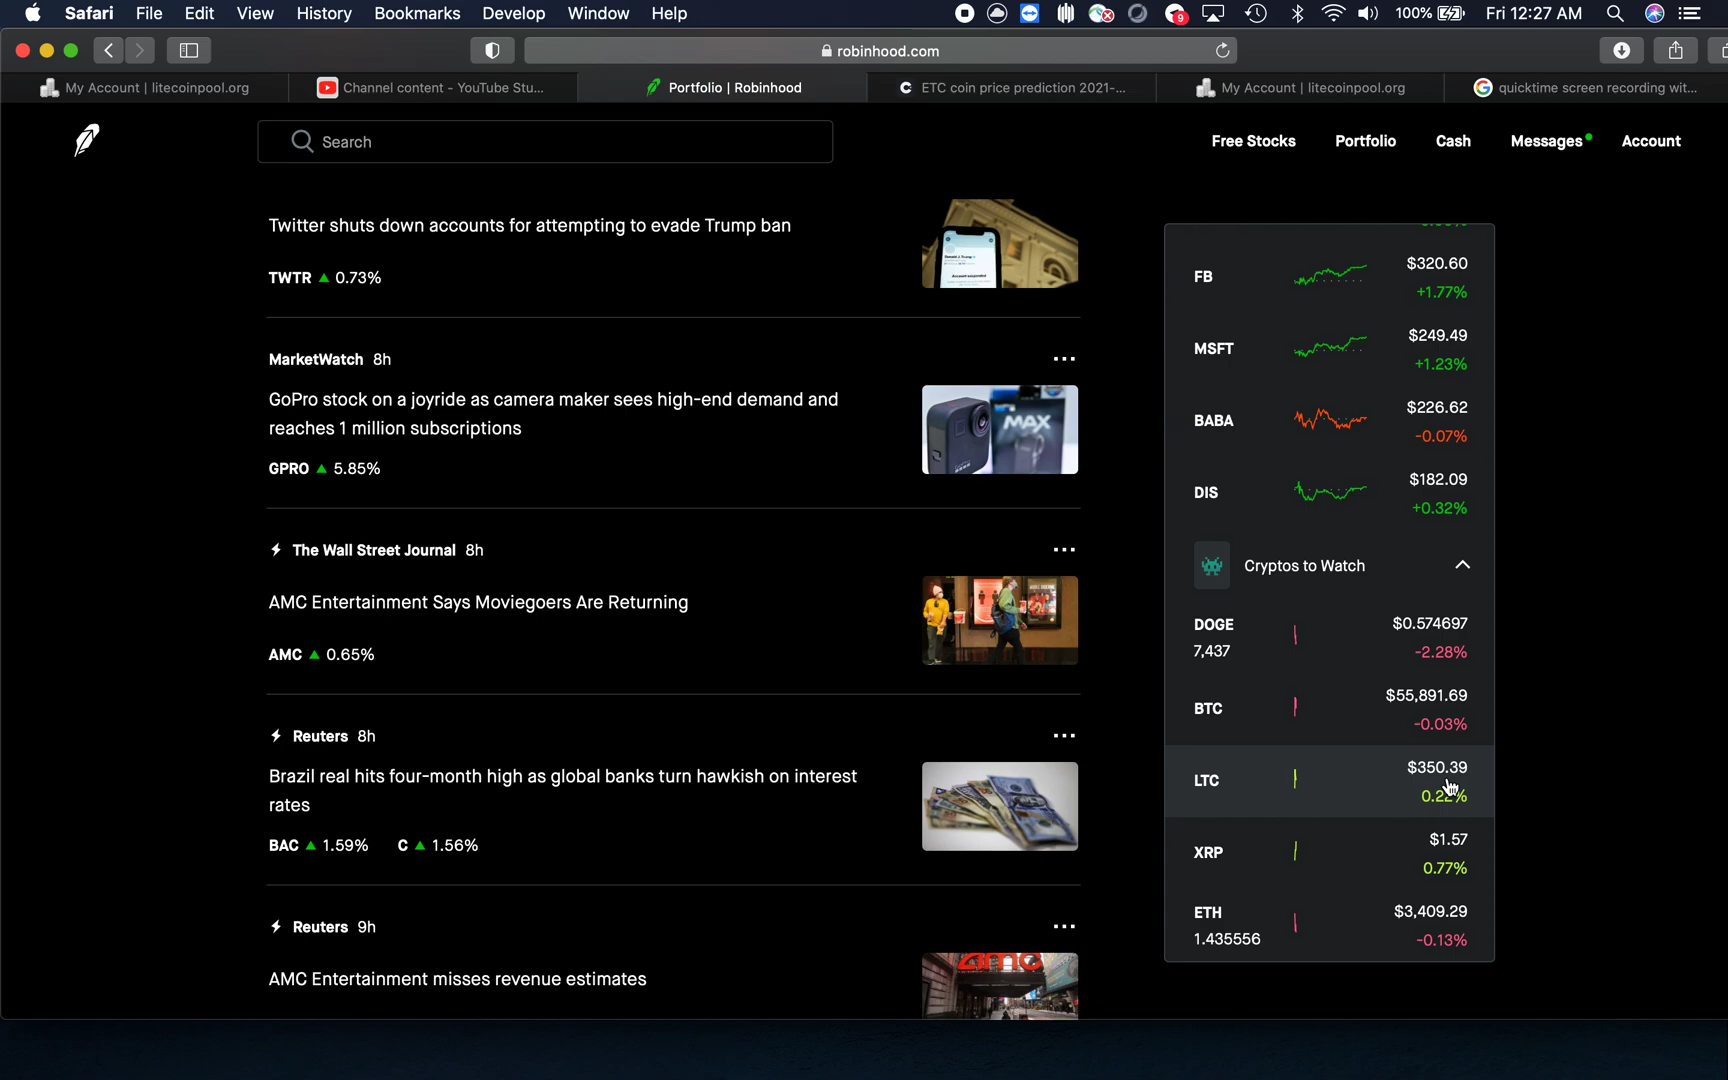 Safari File Edit View History Bookmarks Develop Window Help 9 100% Fri 12:27 AM
robinhood.com
My Account | litecoinpool.org Channel content - YouTube Stu... Portfolio | Robinhood ETC coin price prediction 2021-... My Account | litecoinpool.org quicktime screen recording wit...
Search Free Stocks Portfolio Cash Messages Account
Twitter shuts down accounts for attempting to evade Trump ban
TWTR 0.73%
MarketWatch 8h
GoPro stock on a joyride as camera maker sees high-end demand and
reaches 1 million subscriptions
GPRO 5.85%
MAX
The Wall Street Journal 8h
AMC Entertainment Says Moviegoers Are Returning
AMC 0.65%
Reuters 8h
Brazil real hits four-month high as global banks turn hawkish on interest
rates
BAC 1.59% C 1.56%
Reuters 9h
AMC Entertainment misses revenue estimates
amc
FB $320.60
+1.77%
MSFT $249.49
+1.23%
BABA $226.62
-0.07%
DIS $182.09
+0.32%
Cryptos to Watch
DOGE $0.574697
7,437 -2.28%
BTC $55,891.69
-0.03%
LTC $350.39
0.22%
XRP $1.57
0.77%
ETH $3,409.29
1.435556 -0.13%